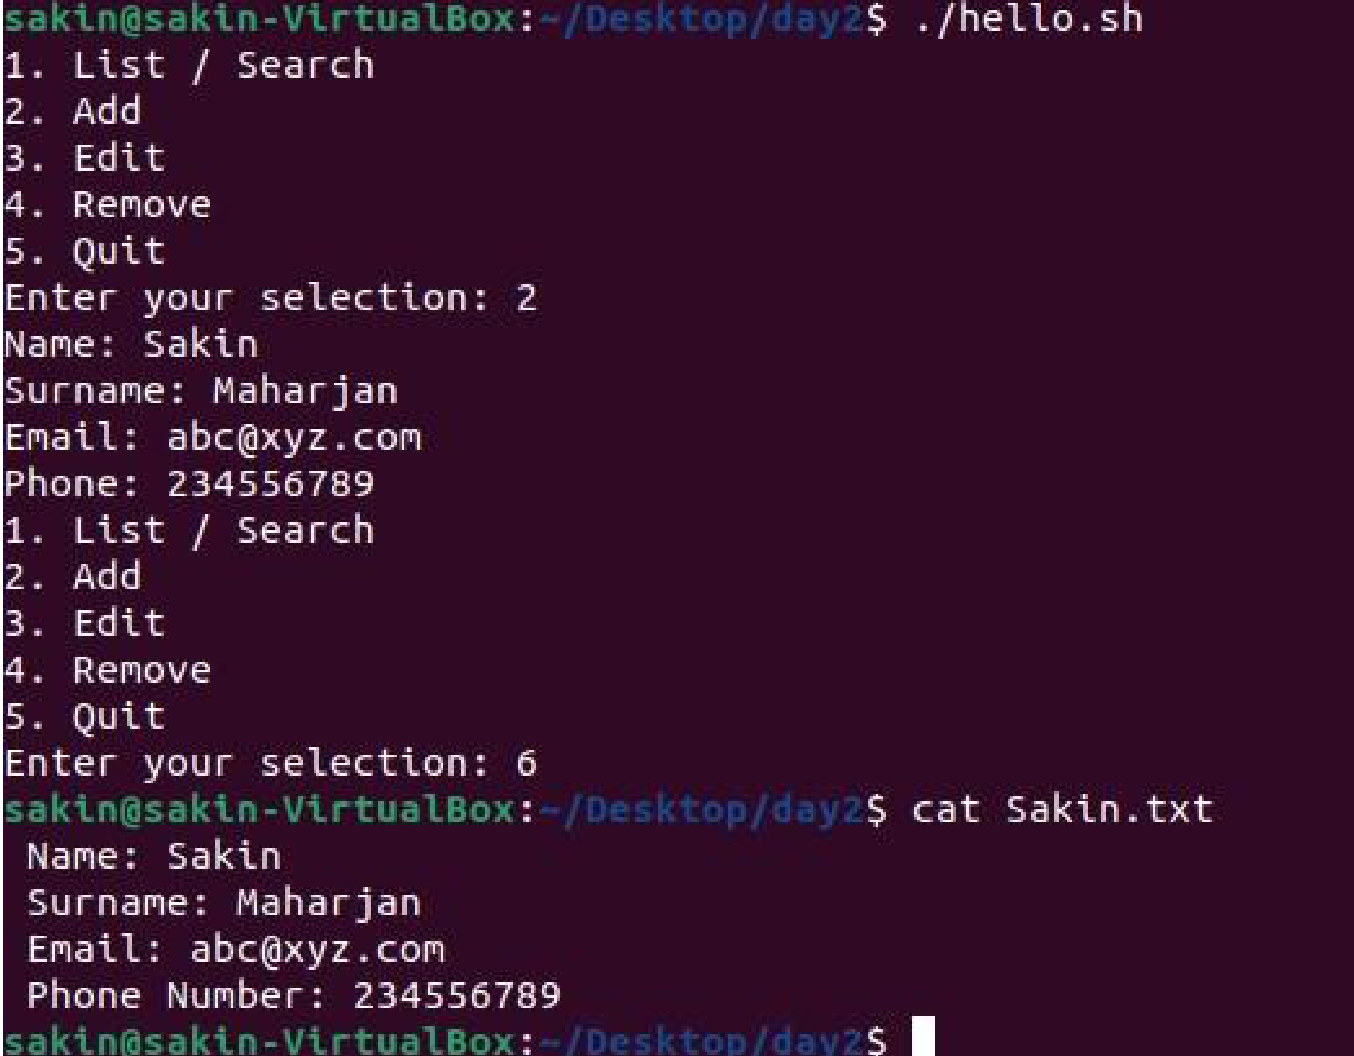 sakin@sakin-VirtualBox:~/Desktop/day2$ ./hello.sh
1. List / Search
2. Add
3. Edit
4. Remove
5. Quit
Enter your selection: 2
Name: Sakin
Surname: Maharjan
Email: abc@xyz.com
Phone: 234556789
1. List / Search
2. Add
3. Edit
4. Remove
5. Quit
Enter your selection: 6
sakin@sakin-VirtualBox:~/Desktop/day2$ cat Sakin.txt
Name: Sakin
Surname: Maharjan
Email: abc@xyz.com
Phone Number: 234556789
sakin@sakin-VirtualBox:~/Desktop/day2$